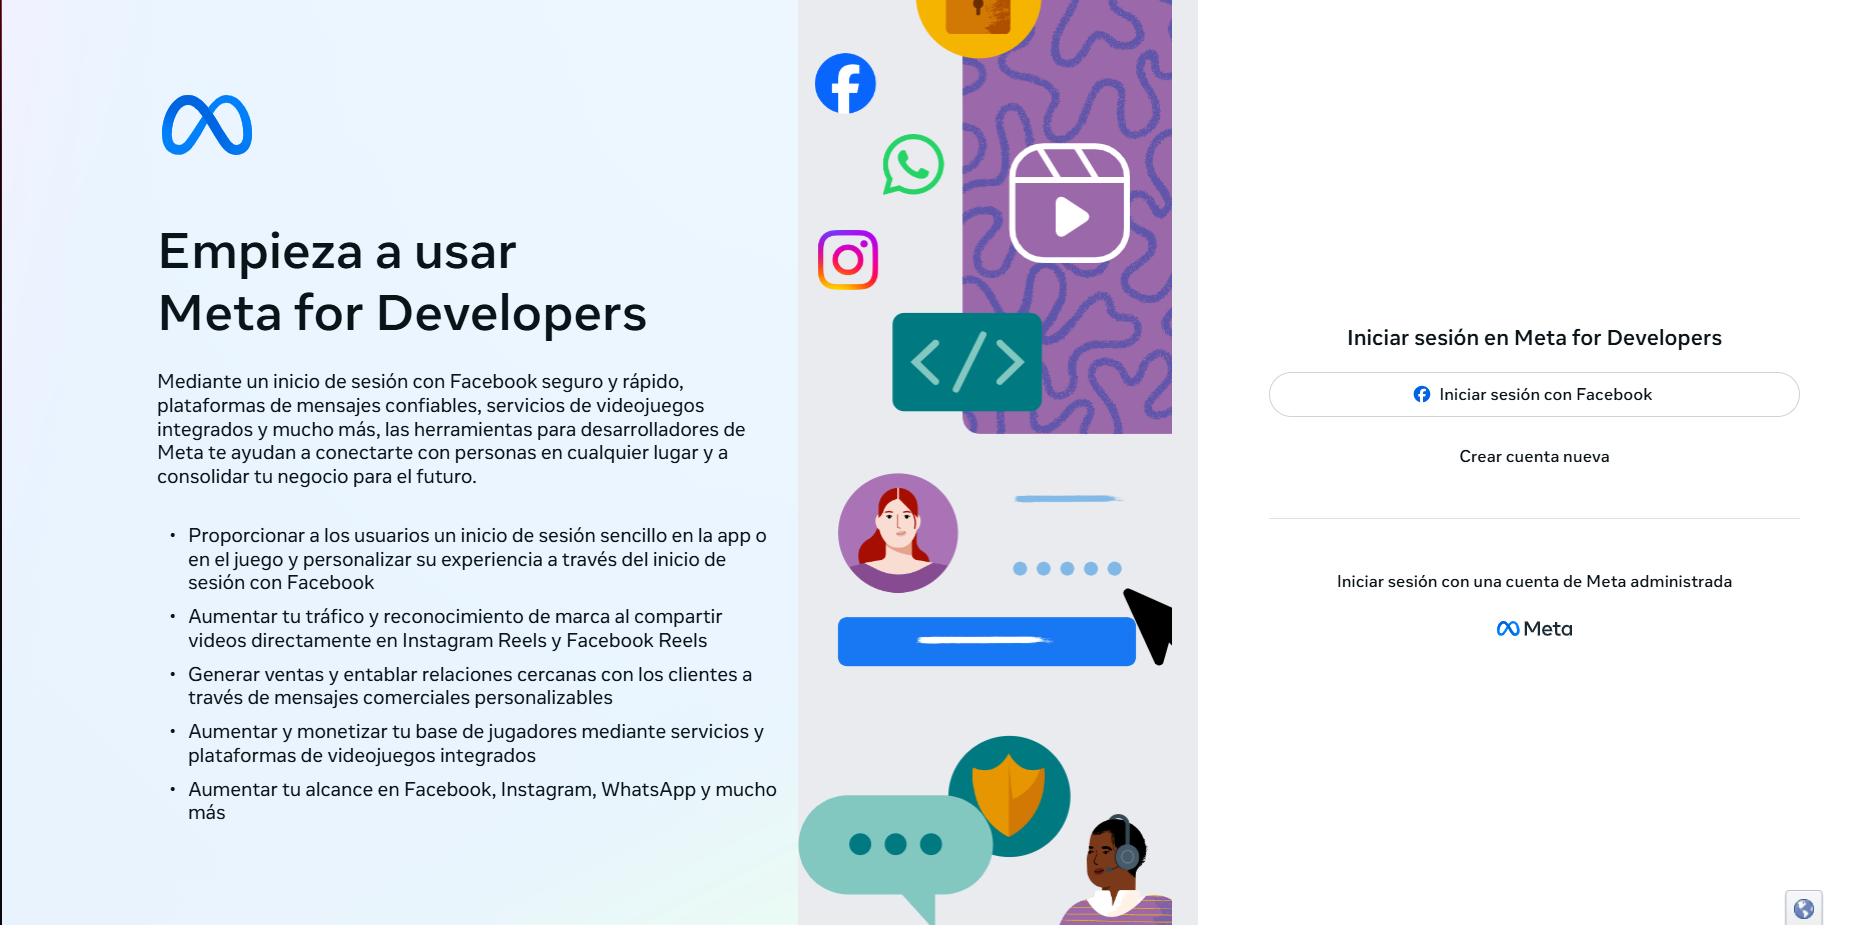 Empieza a usar
Meta for Developers
Mediante un inicio de sesión con Facebook seguro y rápido,
plataformas de mensajes confiables, servicios de videojuegos
integrados y mucho más, las herramientas para desarrolladores de
Meta te ayudan a conectarte con personas en cualquier lugar y a
consolidar tu negocio para el futuro.
• Proporcionar a los usuarios un inicio de sesión sencillo en la app o
en el juego y personalizar su experiencia a través del inicio de
sesión con Facebook
• Aumentar tu tráfico y reconocimiento de marca al compartir
videos directamente en Instagram Reels y Facebook Reels
• Generar ventas y entablar relaciones cercanas con los clientes a
través de mensajes comerciales personalizables
• Aumentar y monetizar tu base de jugadores mediante servicios y
plataformas de videojuegos integrados
• Aumentar tu alcance en Facebook, Instagram, WhatsApp y mucho
más
</>
Iniciar sesión en Meta for Developers
Iniciar sesión con Facebook
Crear cuenta nueva
Iniciar sesión con una cuenta de Meta administrada
Meta